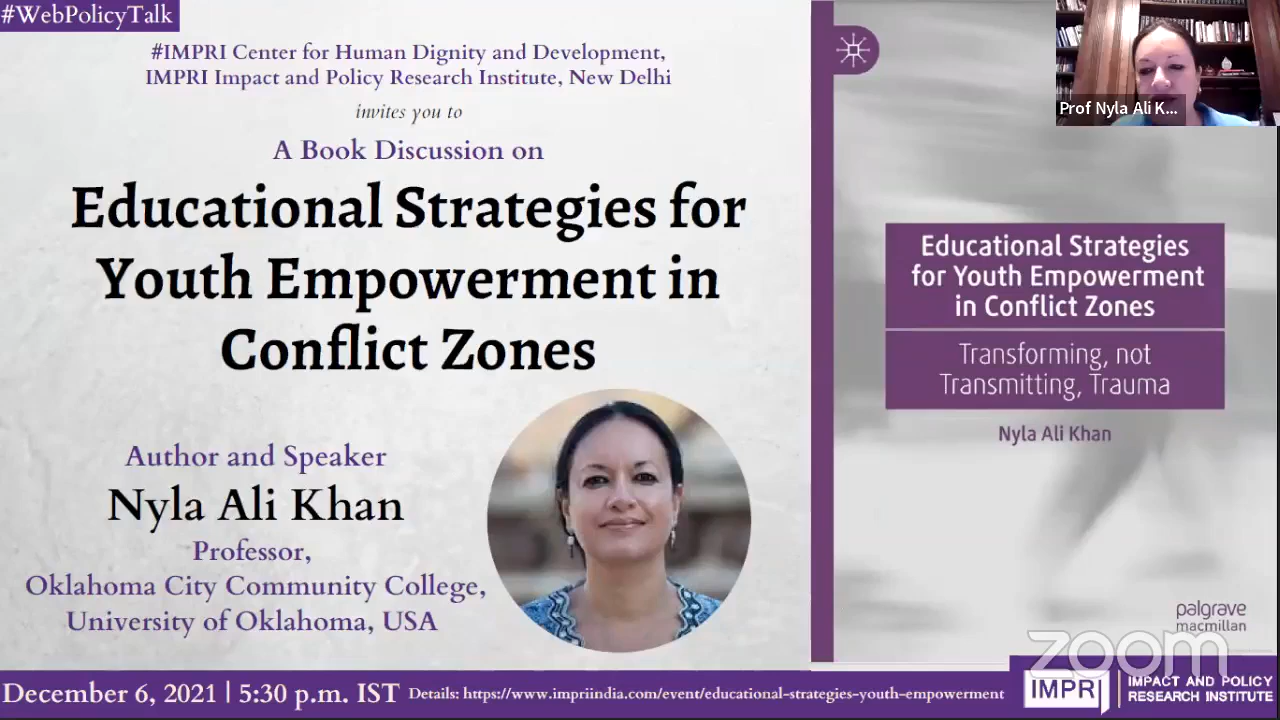 #WebPolicyTalk
#IMPRI Center for Human Dignity and Development,
IMPRI Impact and Policy Research Institute, New Delhi
invites you to
A Book Discussion on
Educational Strategies for
Youth Empowerment in
Conflict Zones
Author and Speaker
Nyla Ali Khan
Professor,
Oklahoma City Community College,
University of Oklahoma, USA
Prof Nyla Ali K...
Educational Strategies
for Youth Empowerment
in Conflict Zones
Transforming, not
Transmitting, Trauma
Nyla Ali Khan
palgrave
macmillan
zoom
December 6, 2021 | 5:30 p.m. IST
Details: https://www.impriindia.com/event/educational-strategies-youth-empowerment
IMPRI
IMPACT AND POLICY
RESEARCH INSTITUTE